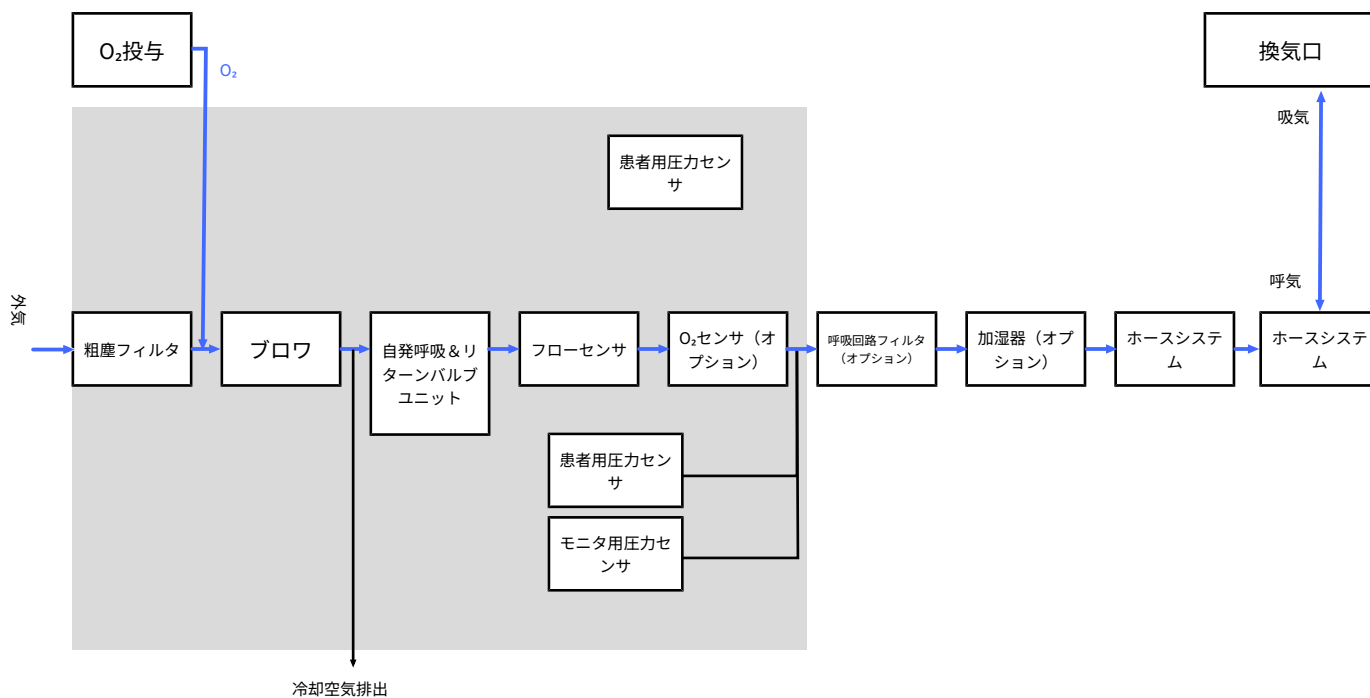 O₂投与
O₂
換気口
吸気
患者用圧力セン
サ
呼気
外気
粗塵フィルタ
ブロワ
自発呼吸＆リ
ターンバルブ
ユニット
フローセンサ
O₂センサ（オ
プション）
呼吸回路フィルタ
（オプション）
加湿器（オプ
ション）
ホースシステ
ム
ホースシステ
ム
患者用圧力セン
サ
モニタ用圧力セ
ンサ
冷却空気排出